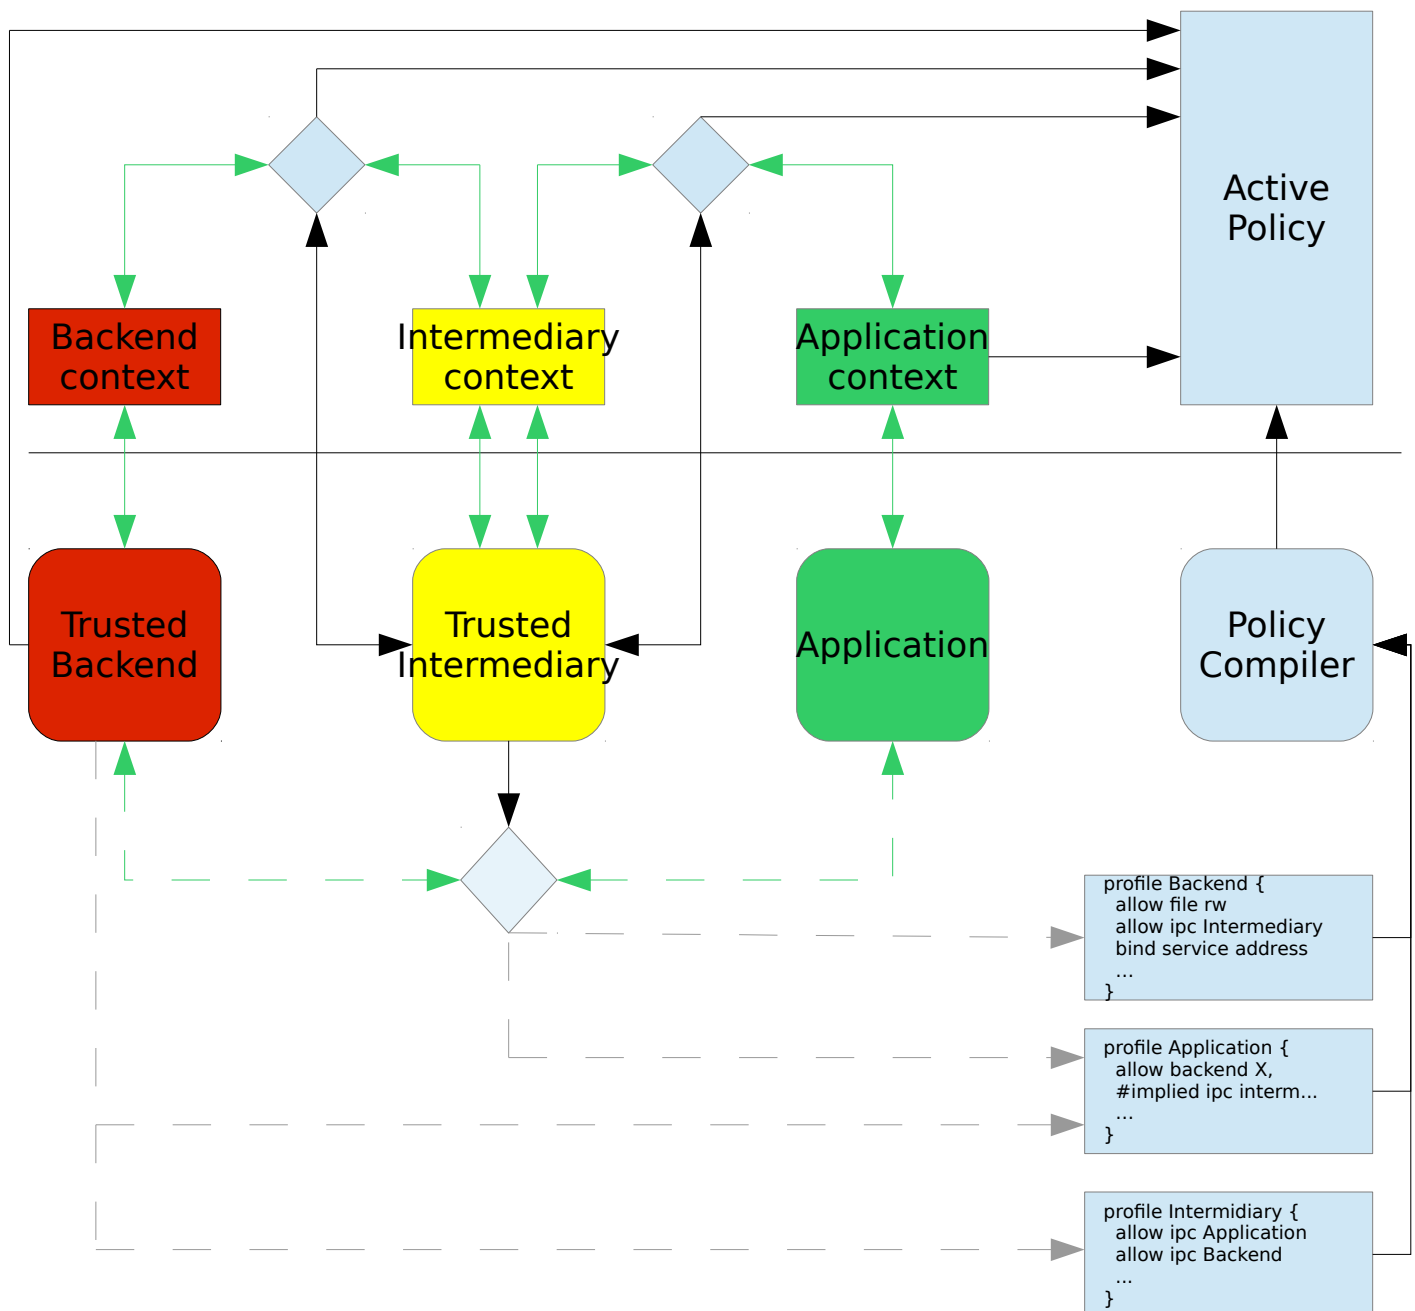 Active
Policy
Backend
context
Intermediary
context
Application
context
Trusted
Backend
Trusted
Intermediary
Application
Policy
Compiler
profile Backend {
allow file rw
allow ipc Intermediary
bind service address
...
}
profile Application {
allow backend X,
#implied ipc interm...
...
}
profile Intermidiary {
allow ipc Application
allow ipc Backend
...
}